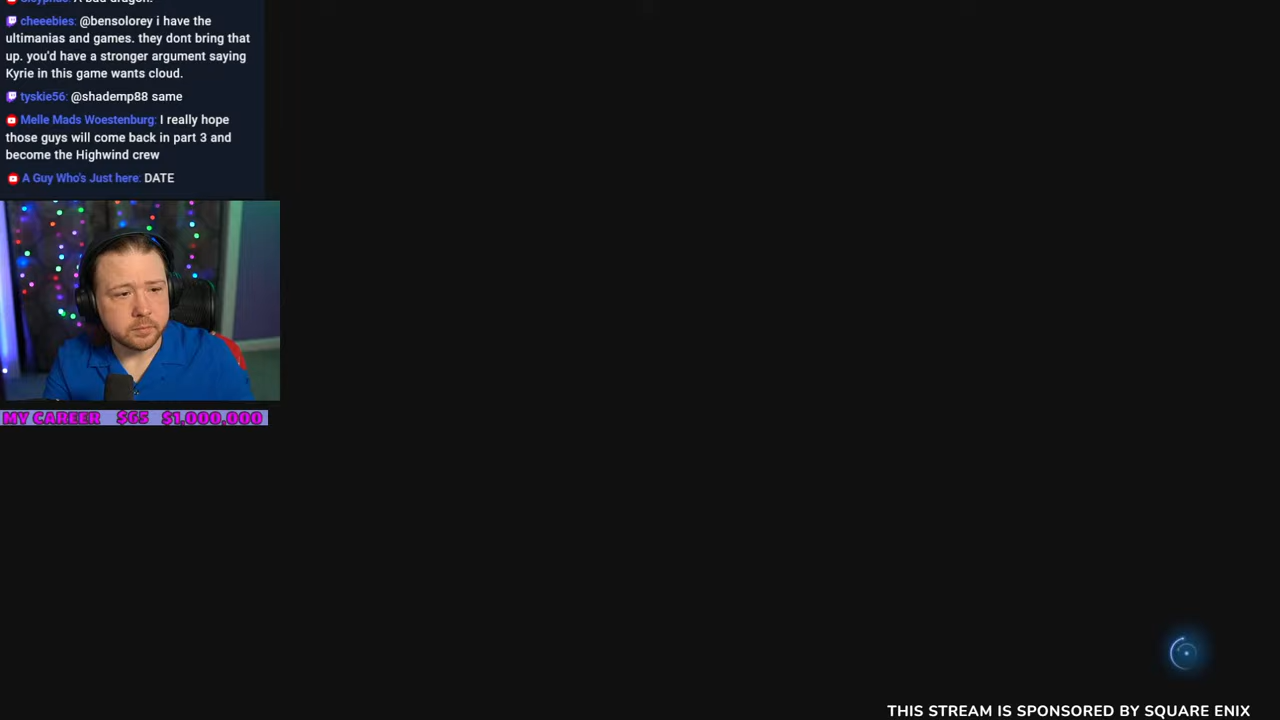 A bad dragon.
cheeebies: @bensolorey i have the
ultimanias and games. they dont bring that
up. you'd have a stronger argument saying
Kyrie in this game wants cloud.
tyskie56: @shademp88 same
Melle Mads Woestenburg: I really hope
those guys will come back in part 3 and
become the Highwind crew
A Guy Who's Just here: DATE
MY CAREER $65 $1,000,000
THIS STREAM IS SPONSORED BY SQUARE ENIX